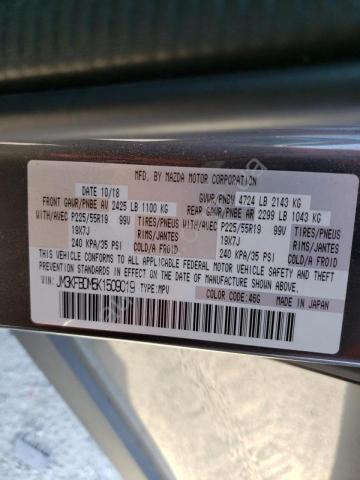 MFD. BY MAZDA MOTOR CORPORATION
DATE 10/18 GVWR/PNBV 4724 LB 2143 KG
FRONT GAWR/PNBE AV 2425 LB 1100 KG REAR GAWR/PNBE AR 2299 LB 1043 KG
WITH/AVEC P225/55R19 99V TIRES/PNEUS WITH/AVEC P225/55R19 99V TIRES/PNEUS
19X7J RIMS/JANTES 19X7J RIMS/JANTES
240 KPA/35 PSI COLD/A FROID 240 KPA/35 PSI COLD/A FROID
THIS VEHICLE CONFORMS TO ALL APPLICABLE FEDERAL MOTOR VEHICLE SAFETY,
BUMPER, AND THEFT PREVENTION STANDARDS IN EFFECT ON THE DATE OF
MANUFACTURE SHOWN ABOVE.
VIN: JM3KFBDM5K1509019 TYPE:MPV COLOR CODE:46G MADE IN JAPAN